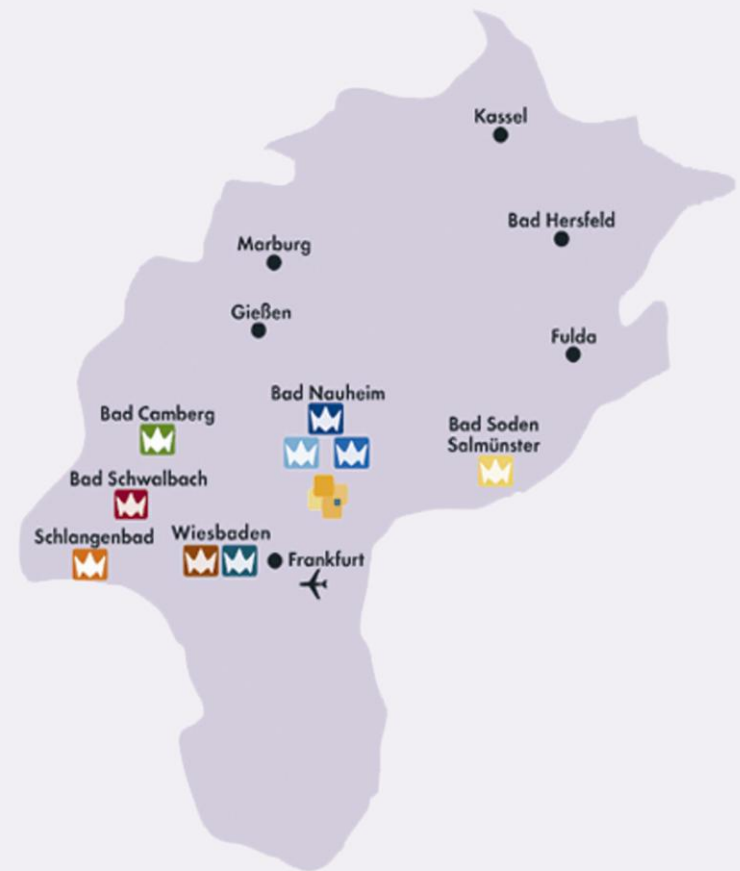 Kassel
Bad Hersfeld
Marburg
Gießen
Fulda
Bad Nauheim
Bad Camberg
Bad Soden
Salmünster
Bad Schwalbach
Schlangenbad
Wiesbaden
Frankfurt